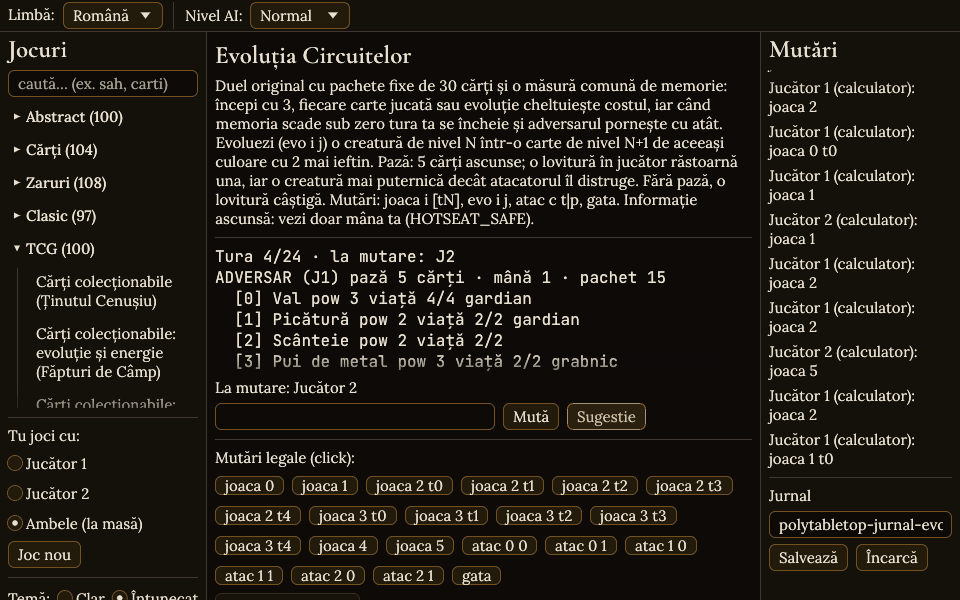 Limbă: Română ▼ Nivel AI: Normal ▼
Jocuri
caută... (ex. sah, carti)
▸ Abstract (100)
▸ Cărți (104)
▸ Zaruri (108)
▸ Clasic (97)
▾ TCG (100)
Cărți colecționabile
(Ținutul Cenușiu)
Cărți colecționabile:
evoluție și energie
(Făpturi de Câmp)
Cărți colecționabile:
Tu joci cu:
Jucător 1
Jucător 2
Ambele (la masă)
Joc nou
Temă: Clar Întunecat
Evoluția Circuitelor
Duel original cu pachete fixe de 30 cărți și o măsură comună de memorie:
începi cu 3, fiecare carte jucată sau evoluție cheltuiește costul, iar când
memoria scade sub zero tura ta se încheie și adversarul pornește cu atât.
Evoluezi (evo i j) o creatură de nivel N într-o carte de nivel N+1 de aceeași
culoare cu 2 mai ieftin. Pază: 5 cărți ascunse; o lovitură în jucător răstoarnă
una, iar o creatură mai puternică decât atacatorul îl distruge. Fără pază, o
lovitură câștigă. Mutări: joaca i [tN], evo i j, atac c t|p, gata. Informație
ascunsă: vezi doar mâna ta (HOTSEAT_SAFE).
Tura 4/24 · la mutare: J2
ADVERSAR (J1) pază 5 cărți · mână 1 · pachet 15
[0] Val pow 3 viață 4/4 gardian
[1] Picătură pow 2 viață 2/2 gardian
[2] Scânteie pow 2 viață 2/2
[3] Pui de metal pow 3 viață 2/2 grabnic
La mutare: Jucător 2
Mută Sugestie
Mutări legale (click):
joaca 0 joaca 1 joaca 2 t0 joaca 2 t1 joaca 2 t2 joaca 2 t3
joaca 2 t4 joaca 3 t0 joaca 3 t1 joaca 3 t2 joaca 3 t3
joaca 3 t4 joaca 4 joaca 5 atac 0 0 atac 0 1 atac 1 0
atac 1 1 atac 2 0 atac 2 1 gata
Mutări
Jucător 1 (calculator):
joaca 2
Jucător 1 (calculator):
joaca 0 t0
Jucător 1 (calculator):
joaca 1
Jucător 2 (calculator):
joaca 1
Jucător 1 (calculator):
joaca 2
Jucător 1 (calculator):
joaca 2
Jucător 2 (calculator):
joaca 5
Jucător 1 (calculator):
joaca 2
Jucător 1 (calculator):
joaca 1 t0
Jurnal
polytabletop-jurnal-evo
Salvează Încarcă